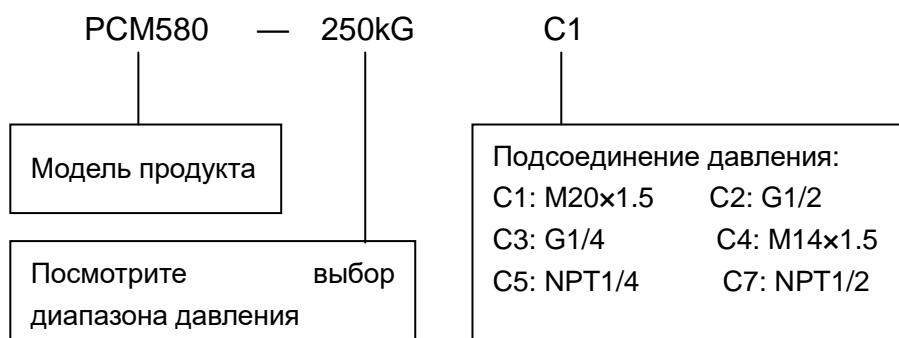 PCM580 — 250kG C1
Модель продукта
Посмотрите выбор
диапазона давления
Подсоединение давления:
C1: M20×1.5 C2: G1/2
C3: G1/4 C4: M14×1.5
C5: NPT1/4 C7: NPT1/2